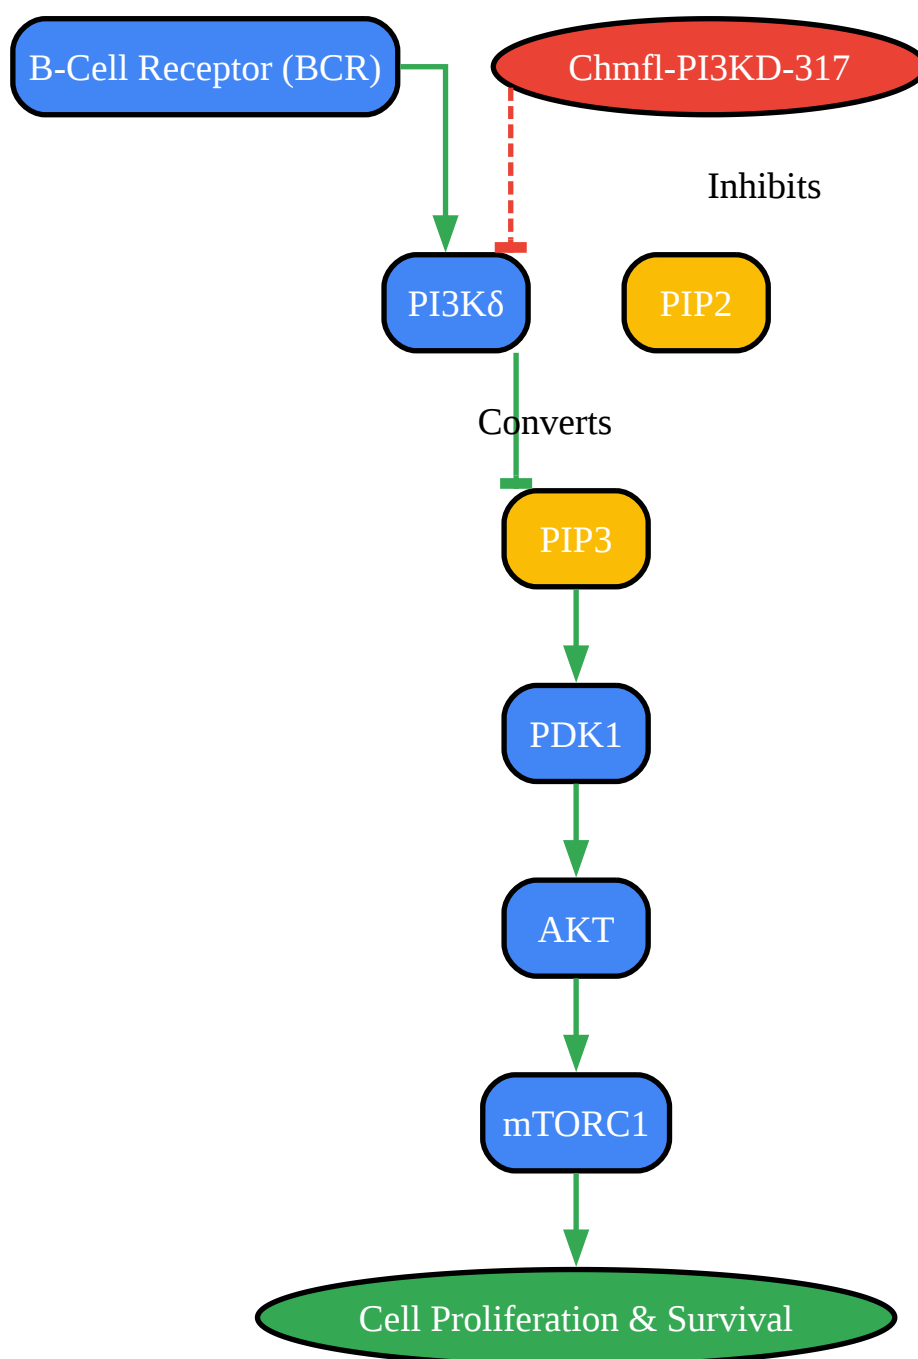 B-Cell Receptor (BCR)
Chmfl-PI3KD-317
Inhibits
PI3Kδ
PIP2
Converts
PIP3
PDK1
AKT
mTORC1
Cell Proliferation & Survival